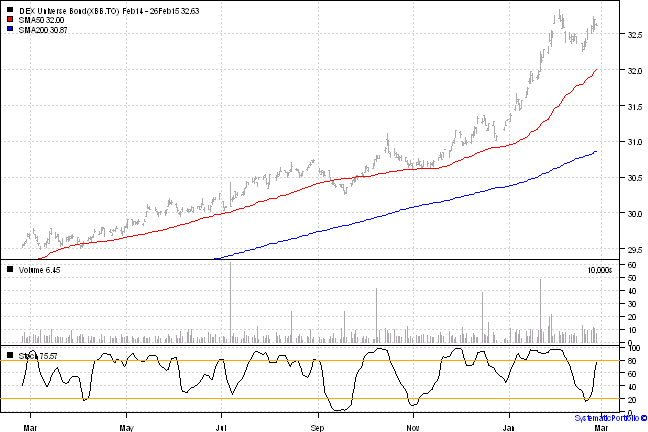 DEX Universe Bond(XBB.TO) Feb14 - 26Feb15 32.63
SMA50 32.00
SMA200 30.87
32.5
32.0
31.5
31.0
30.5
30.0
29.5
Volume 6.45
10,000s
60
50
40
30
20
10
0
Stoch 75.57
100
80
60
40
20
0
SystematicPortfolio ©
Mar May Jul Sep Nov Jan Mar